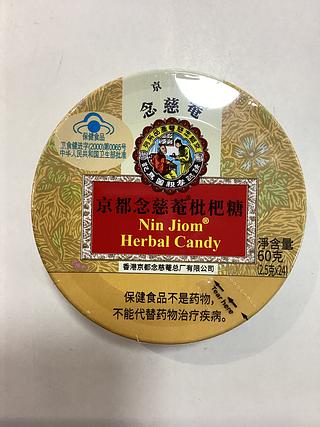 京
念慈菴
保健食品
卫食健进字(2000)第0065号
中华人民共和国卫生部批准
京都念慈菴枇杷糖
Nin Jiom®
Herbal Candy
淨含量
60克
(2.5克x24)
香港京都念慈菴总厂有限公司
Tear Here
保健食品不是药物，
不能代替药物治疗疾病。